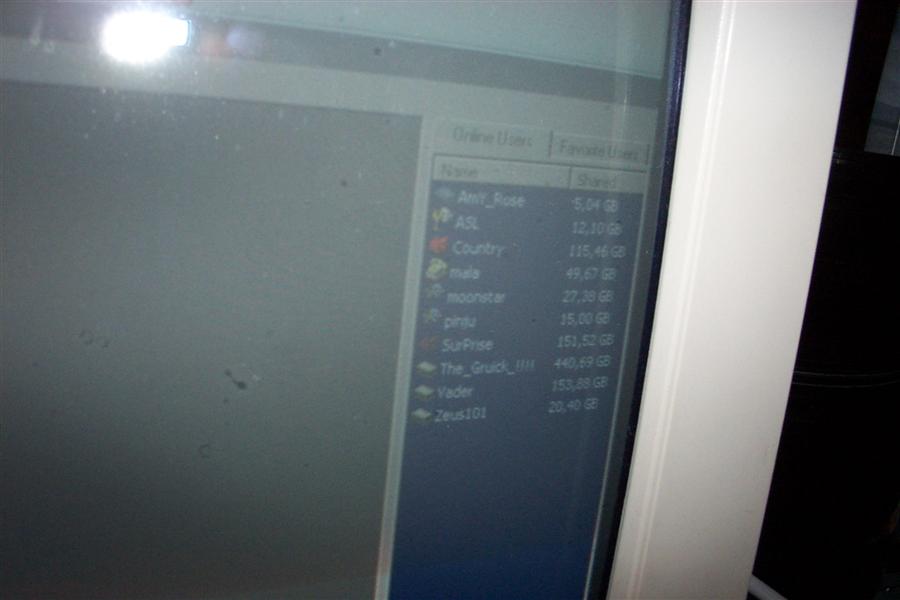 Online Users Favorite Users
Name Shared
AmY_Rose 5,04 GB
ASL 12,10 GB
Country 115,46 GB
mala 49,67 GB
moonstar 27,38 GB
pingu 15,00 GB
SurPrise 151,52 GB
The_Gruick_!!!! 440,69 GB
Vader 153,88 GB
Zeus101 20,40 GB